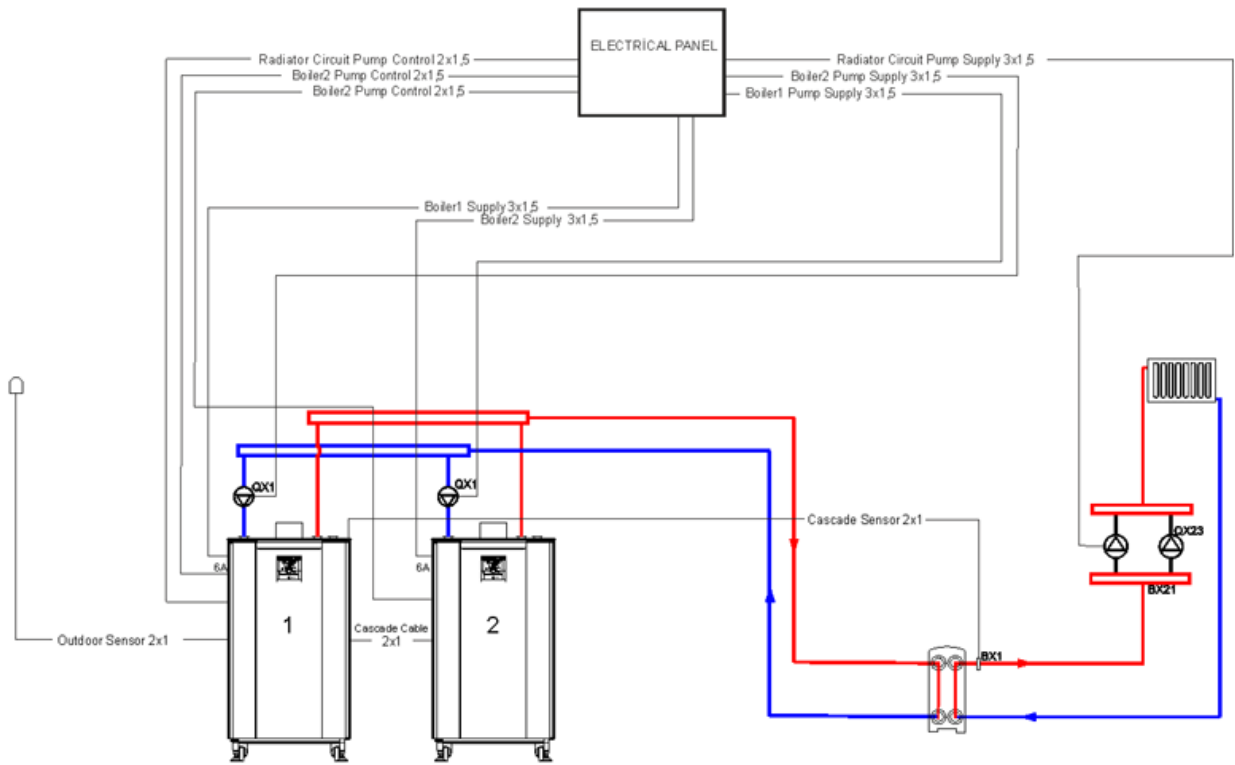 ELECTRİCAL PANEL
Radiator Circuit Pump Control 2x1,5
Boiler2 Pump Control 2x1,5
Boiler2 Pump Control 2x1,5
Radiator Circuit Pump Supply 3x1,5
Boiler2 Pump Supply 3x1,5
Boiler1 Pump Supply 3x1,5
Boiler1 Supply 3x1,5
Boiler2 Supply 3x1,5
QX1
QX1
Cascade Sensor 2x1
QX23
6A
6A
BX21
1
2
Outdoor Sensor 2x1
Cascade Cable
2x1
BX1